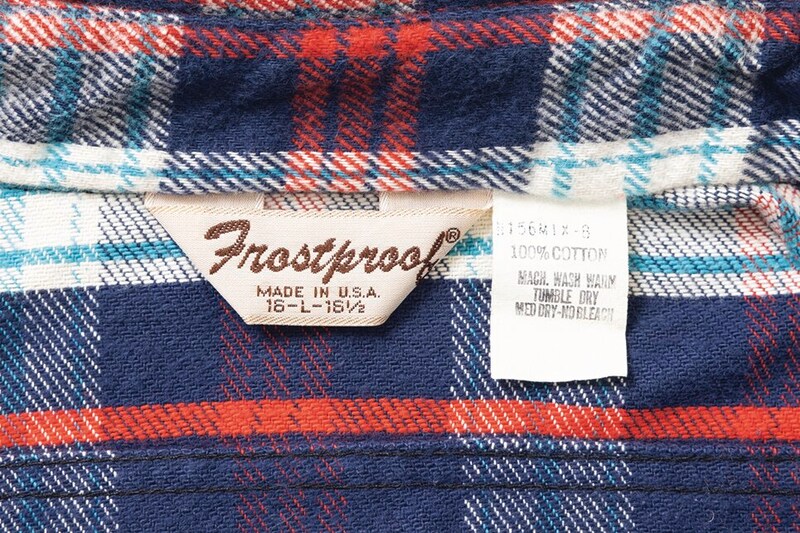 Frostproof®
MADE IN U.S.A.
16-L-16½
100% COTTON
MACH. WASH WARM
TUMBLE DRY
MED DRY-NO BLEACH